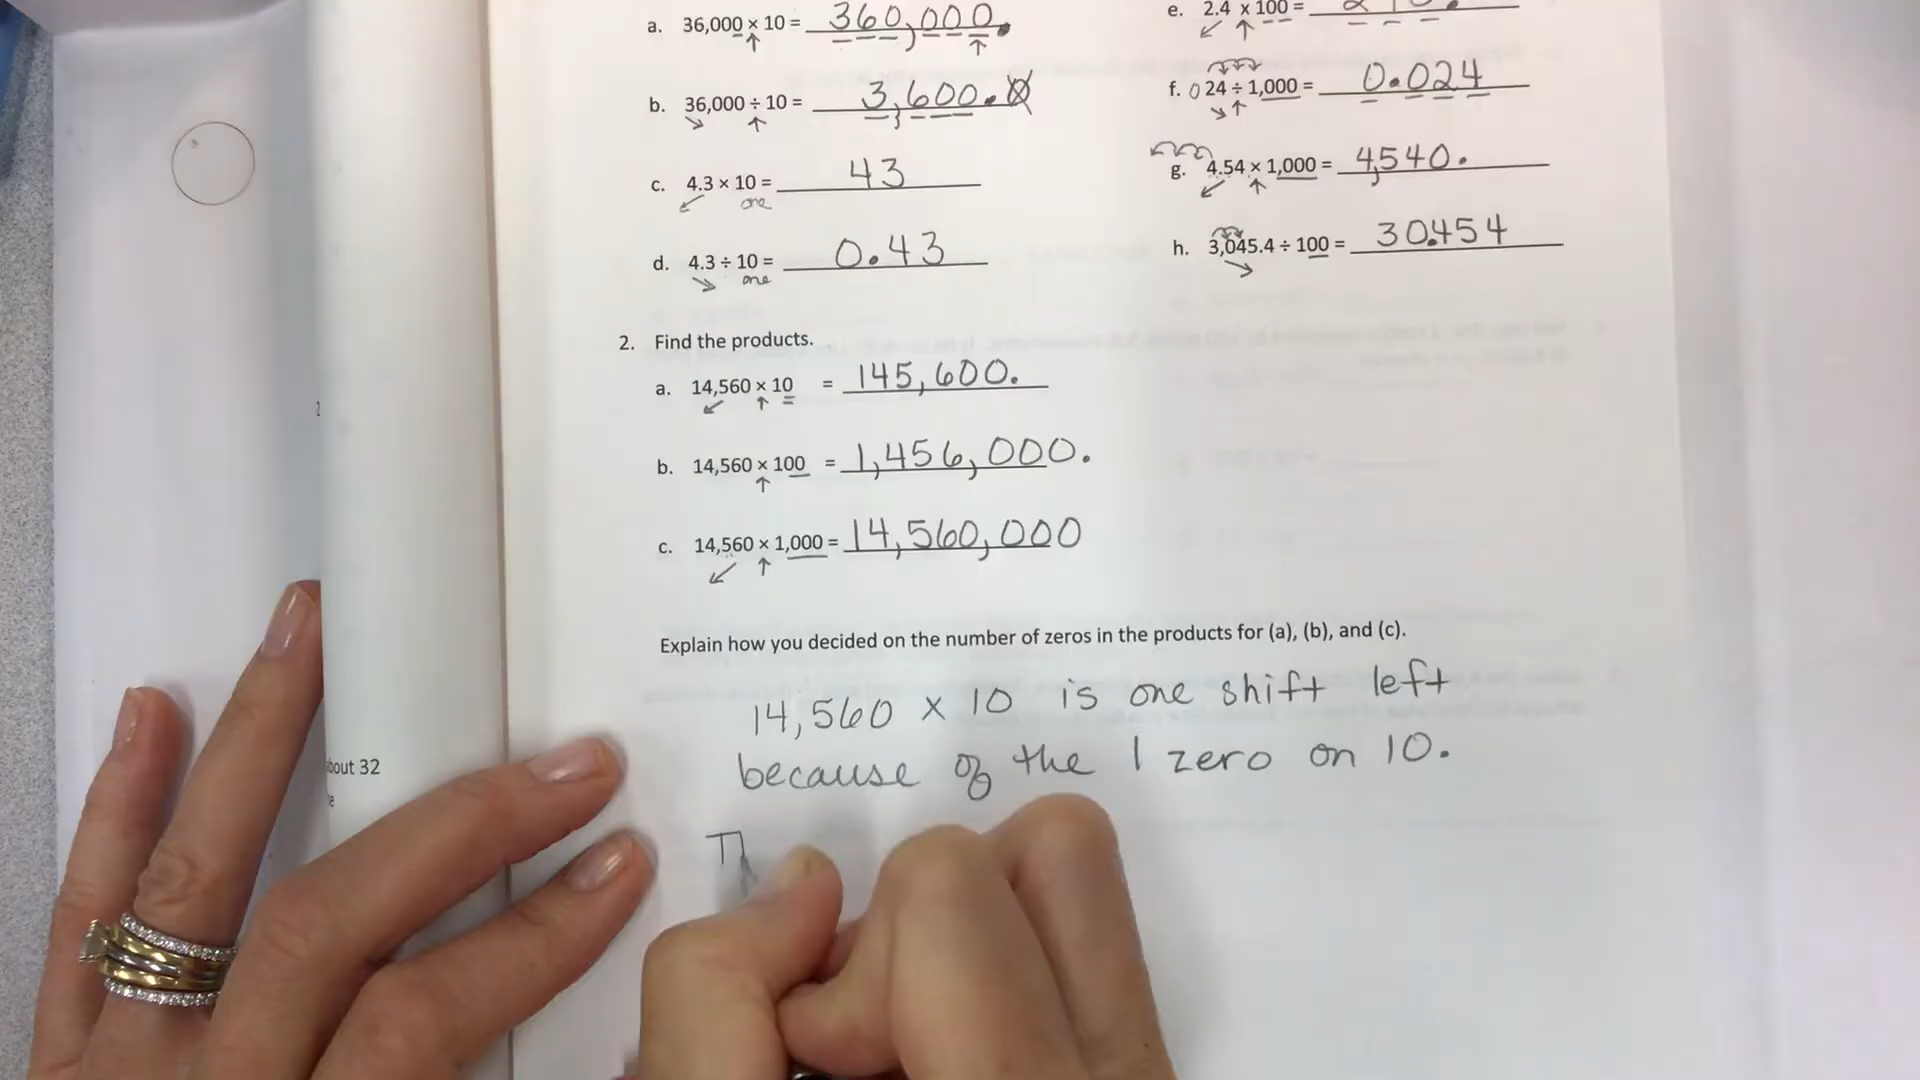 a. 36,000 × 10 = 360,000.
b. 36,000 ÷ 10 = 3,600.0
c. 4.3 × 10 = 43
one
d. 4.3 ÷ 10 = 0.43
one
e. 2.4 x 100 =
f. 0 24 ÷ 1,000 = 0.024
g. 4.54 × 1,000 = 4,540.
h. 3,045.4 ÷ 100 = 30.454
2. Find the products.
a. 14,560 × 10 = 145,600.
b. 14,560 × 100 = 1,456,000.
c. 14,560 × 1,000 = 14,560,000
Explain how you decided on the number of zeros in the products for (a), (b), and (c).
14,560 x 10 is one shift left
because of the 1 zero on 10.
bout 32